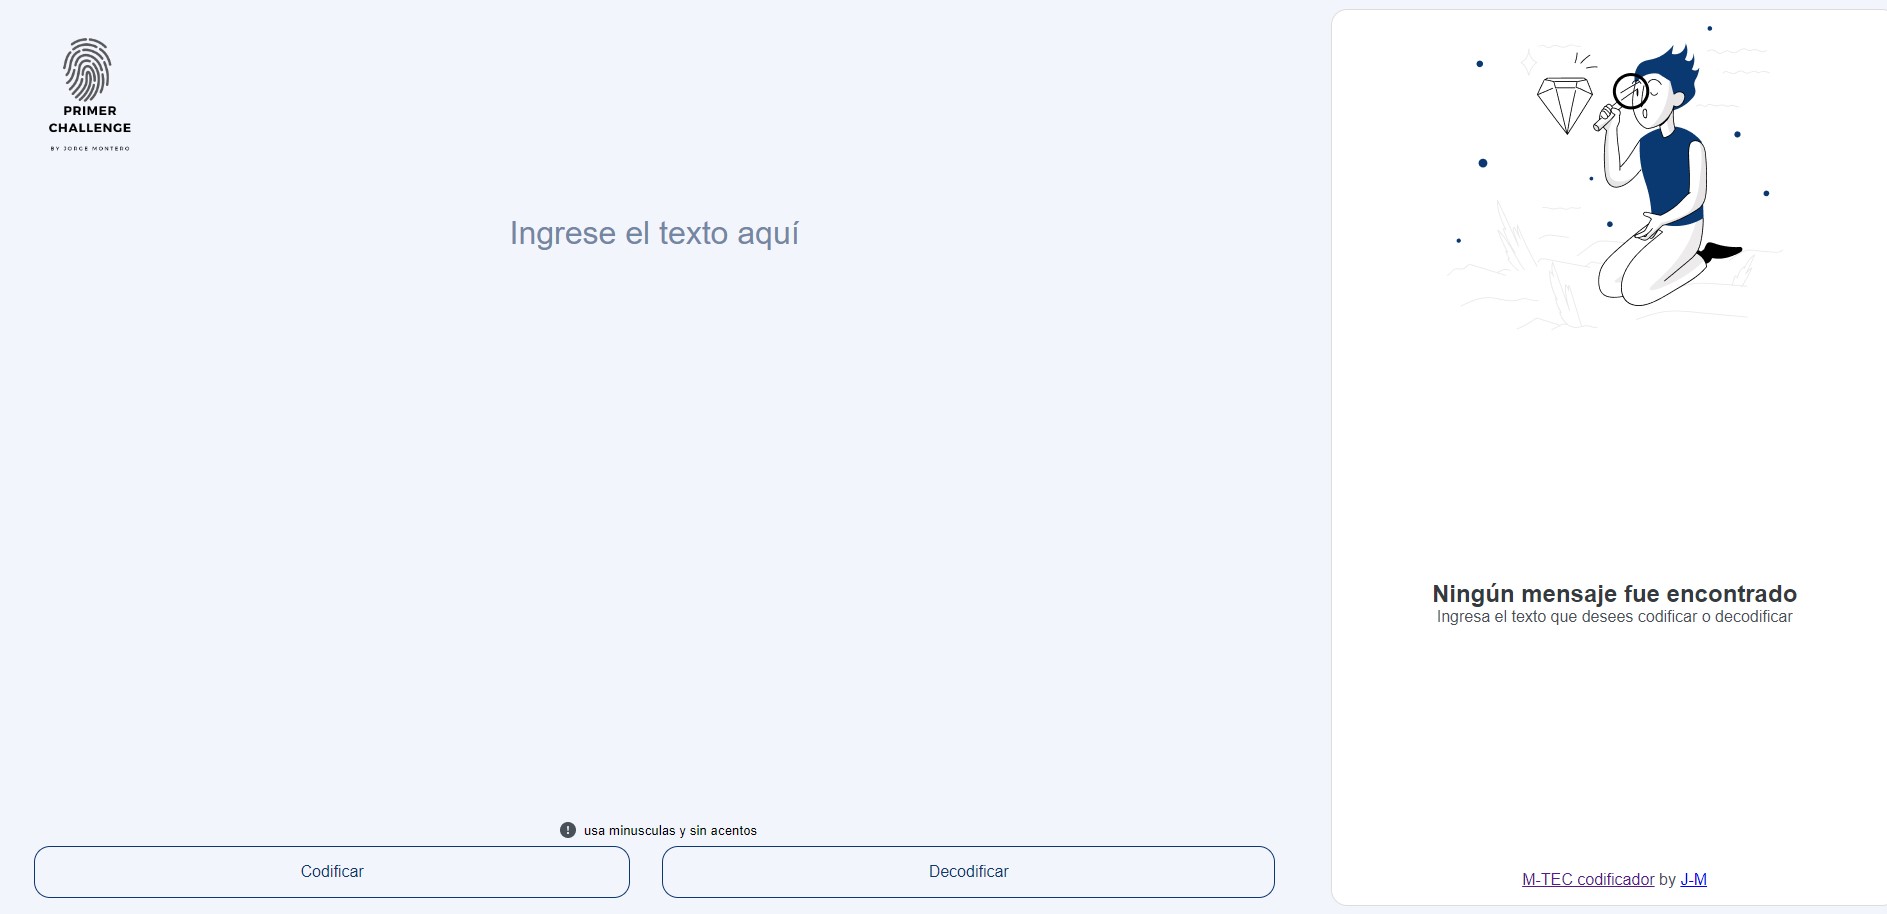 PRIMER
CHALLENGE
BY JORGE MONTERO
Ingrese el texto aquí
usa minusculas y sin acentos
Codificar
Decodificar
Ningún mensaje fue encontrado
Ingresa el texto que desees codificar o decodificar
M-TEC codificador by J-M